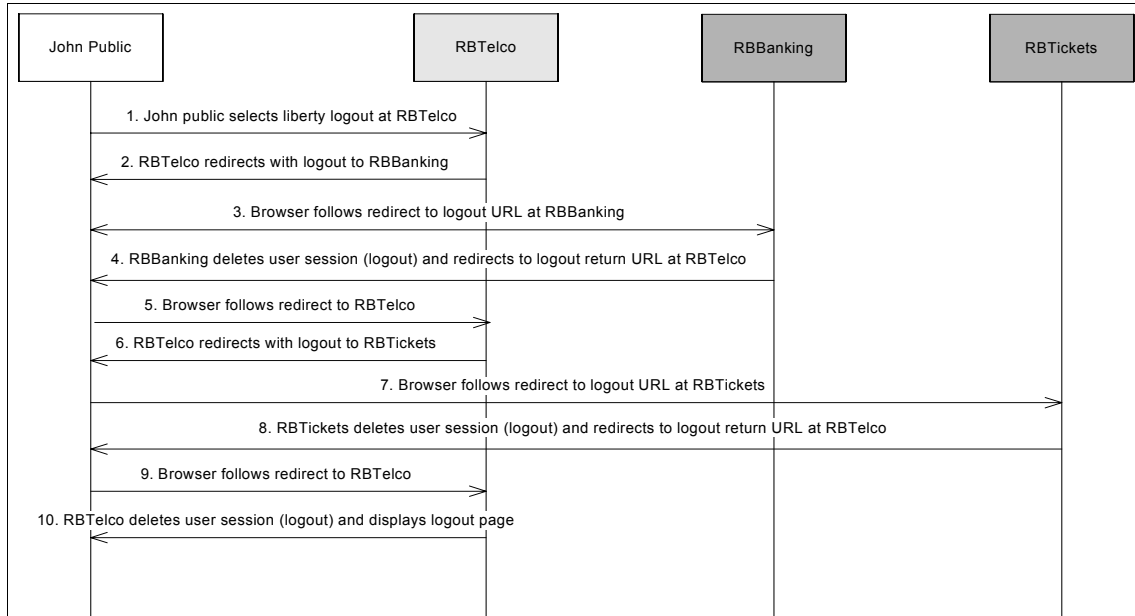 John Public
RBTelco
RBBanking
RBTickets
1. John public selects liberty logout at RBTelco
2. RBTelco redirects with logout to RBBanking
3. Browser follows redirect to logout URL at RBBanking
4. RBBanking deletes user session (logout) and redirects to logout return URL at RBTelco
5. Browser follows redirect to RBTelco
6. RBTelco redirects with logout to RBTickets
7. Browser follows redirect to logout URL at RBTickets
8. RBTickets deletes user session (logout) and redirects to logout return URL at RBTelco
9. Browser follows redirect to RBTelco
10. RBTelco deletes user session (logout) and displays logout page